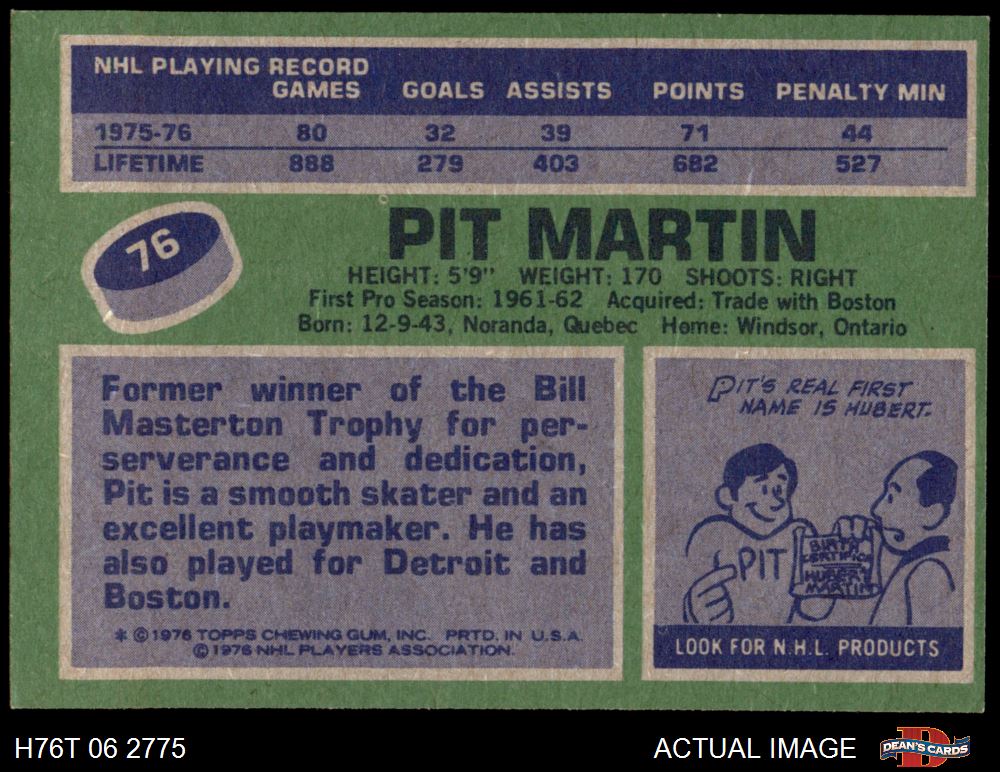 NHL PLAYING RECORD
GAMES GOALS ASSISTS POINTS PENALTY MIN
1975-76 80 32 39 71 44
LIFETIME 888 279 403 682 527
76
PIT MARTIN
HEIGHT: 5'9" WEIGHT: 170 SHOOTS: RIGHT
First Pro Season: 1961-62 Acquired: Trade with Boston
Born: 12-9-43, Noranda, Quebec Home: Windsor, Ontario
Former winner of the Bill
Masterton Trophy for per-
serverance and dedication,
Pit is a smooth skater and an
excellent playmaker. He has
also played for Detroit and
Boston.
* © 1976 TOPPS CHEWING GUM, INC. PRTD. IN U.S.A.
© 1976 NHL PLAYERS ASSOCIATION.
PIT'S REAL FIRST
NAME IS HUBERT.
PIT
BIRTH
HUBERT
MARTIN
LOOK FOR N.H.L. PRODUCTS
H76T 06 2775
ACTUAL IMAGE
D
DEAN'S CARDS